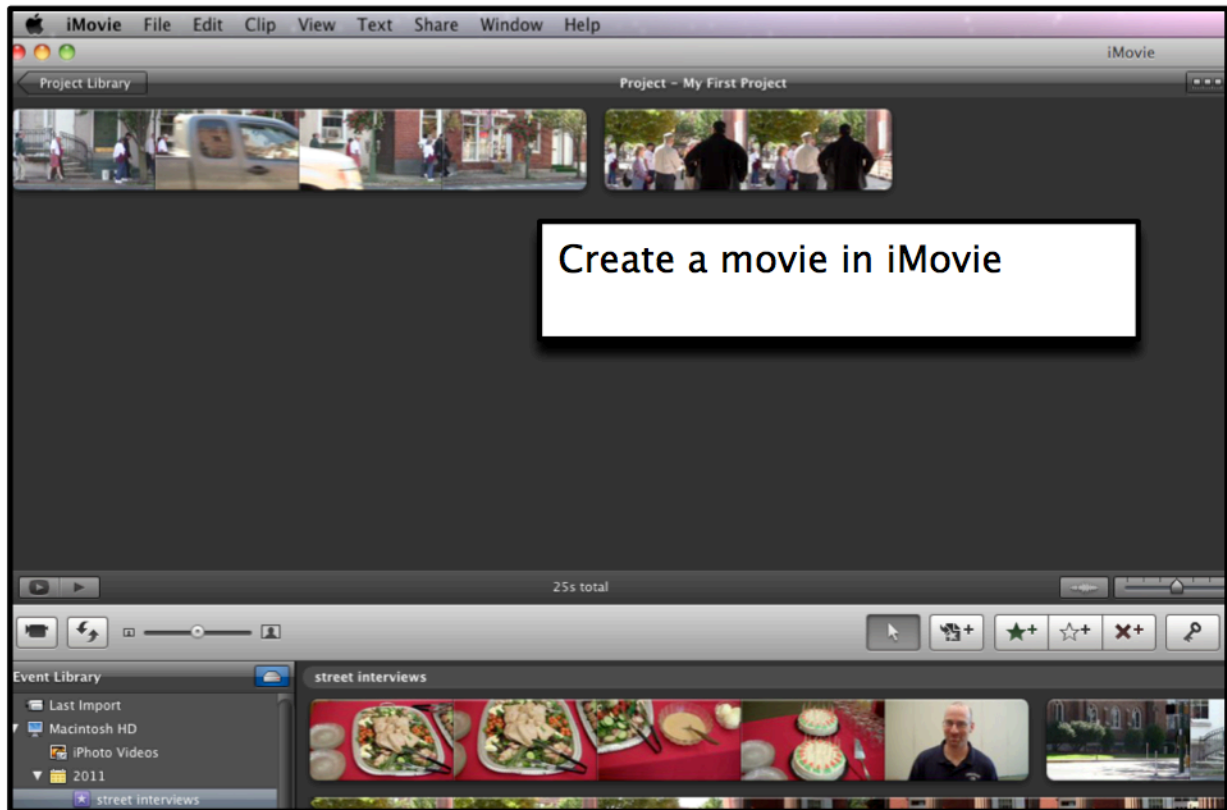 iMovie File Edit Clip View Text Share Window Help
iMovie
Project Library
Project – My First Project
Create a movie in iMovie
25s total
Event Library
street interviews
Last Import
Macintosh HD
iPhoto Videos
2011
street interviews